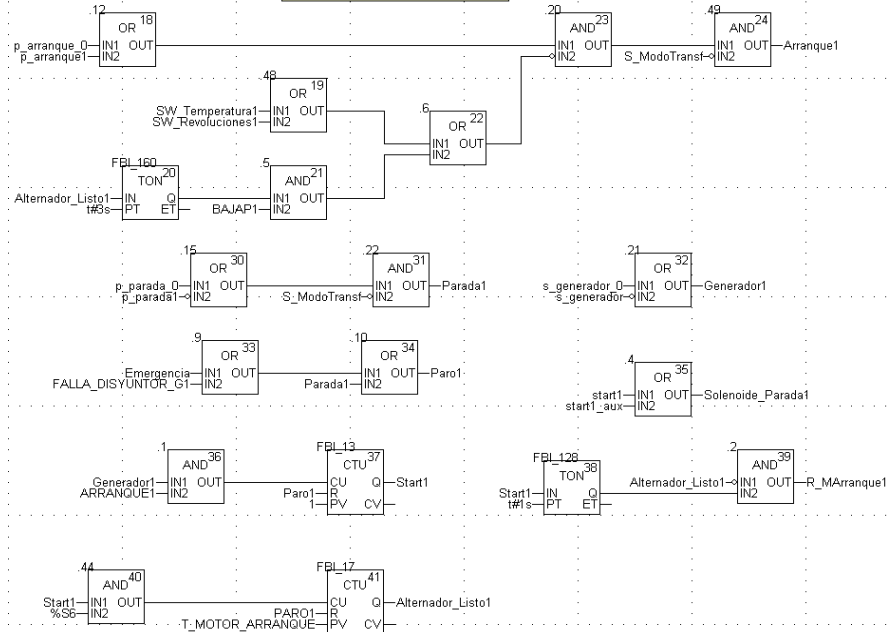 .12
OR 18
p_arranque_0 IN1 OUT
p_arranque1 IN2
.20
AND 23
IN1 OUT
IN2
.49
AND 24
IN1 OUT Arranque1
S_ModoTransf IN2
.48
OR 19
SW_Temperatura1 IN1 OUT
SW_Revoluciones1 IN2
.6
OR 22
IN1 OUT
IN2
FBI_160
TON 20
Alternador_Listo1 IN Q
t#3s PT ET
.5
AND 21
IN1 OUT
BAJAP1 IN2
.15
OR 30
p_parada_0 IN1 OUT
p_parada1 IN2
.22
AND 31
IN1 OUT Parada1
S_ModoTransf IN2
.21
OR 32
s_generador_0 IN1 OUT Generador1
s_generador IN2
.9
OR 33
Emergencia IN1 OUT
FALLA_DISYUNTOR_G1 IN2
.10
OR 34
IN1 OUT Paro1
Parada1 IN2
.4
OR 35
start1 IN1 OUT Solenoide_Parada1
start1_aux IN2
.1
AND 36
Generador1 IN1 OUT
ARRANQUE1 IN2
FBI_13
CTU 37
CU Q Start1
Paro1 R
1 PV CV
FBI_128
TON 38
Start1 IN Q
t#1s PT ET
.2
AND 39
Alternador_Listo1 IN1 OUT R_MArranque1
IN2
.44
AND 40
Start1 IN1 OUT
%S6 IN2
FBI_17
CTU 41
CU Q Alternador_Listo1
PARO1 R
T_MOTOR_ARRANQUE PV CV